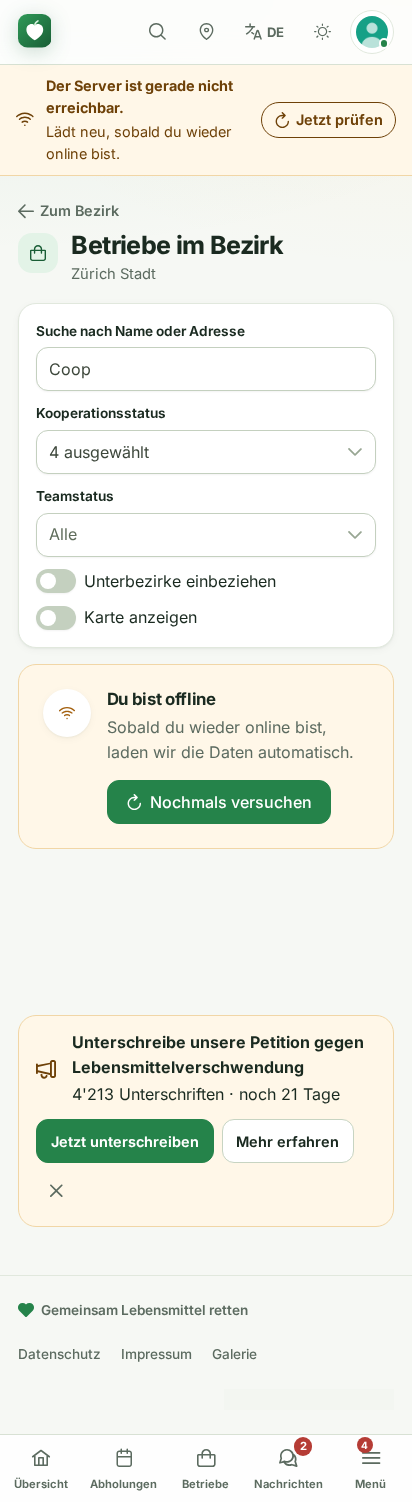 DE
Der Server ist gerade nicht
erreichbar.
Lädt neu, sobald du wieder
online bist.
Jetzt prüfen
Zum Bezirk
Betriebe im Bezirk
Zürich Stadt
Suche nach Name oder Adresse
Coop
Kooperationsstatus
4 ausgewählt
Teamstatus
Alle
Unterbezirke einbeziehen
Karte anzeigen
Du bist offline
Sobald du wieder online bist,
laden wir die Daten automatisch.
Nochmals versuchen
Unterschreibe unsere Petition gegen
Lebensmittelverschwendung
4'213 Unterschriften · noch 21 Tage
Jetzt unterschreiben
Mehr erfahren
Gemeinsam Lebensmittel retten
Datenschutz Impressum Galerie
2
4
Übersicht Abholungen Betriebe Nachrichten Menü